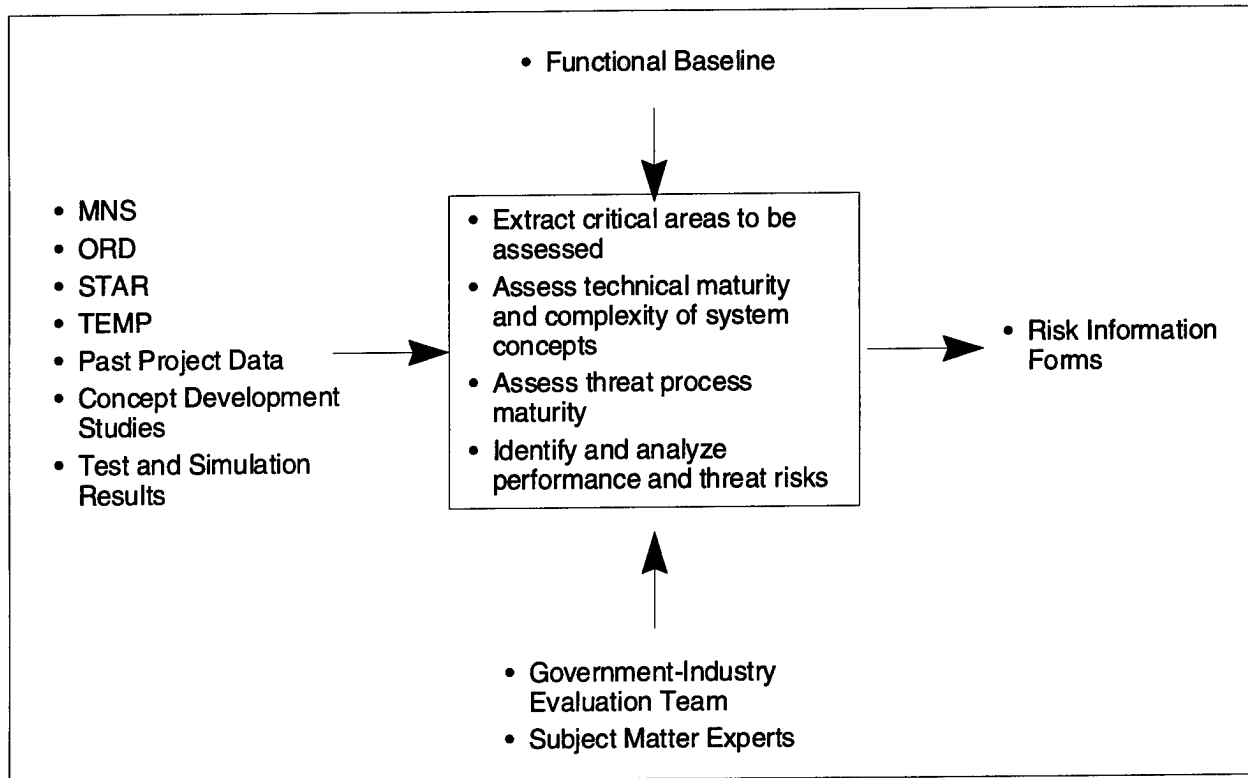 • Functional Baseline
• MNS
• ORD
• STAR
• TEMP
• Past Project Data
• Concept Development
Studies
• Test and Simulation
Results
• Extract critical areas to be
assessed
• Assess technical maturity
and complexity of system
concepts
• Assess threat process
maturity
• Identify and analyze
performance and threat risks
• Risk Information
Forms
• Government-Industry
Evaluation Team
• Subject Matter Experts